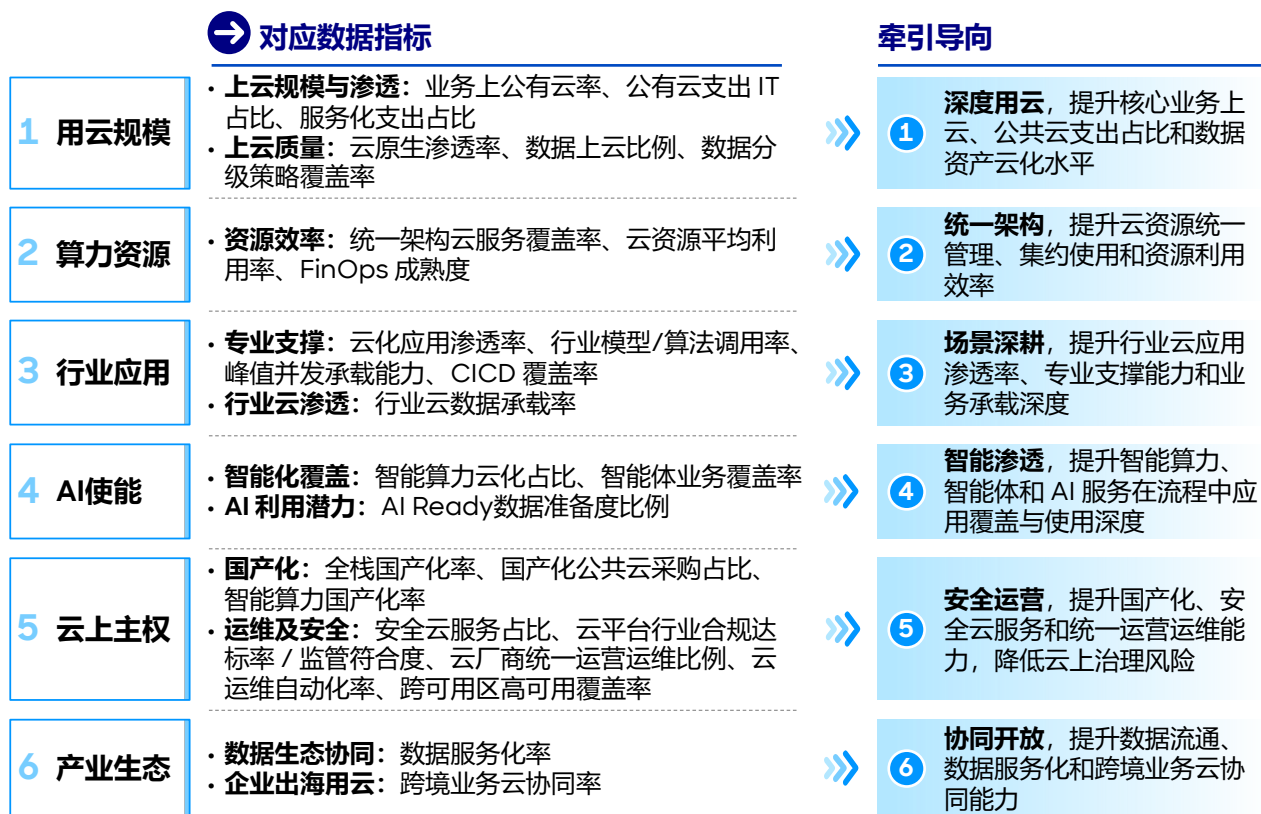 对应数据指标
牵引导向
1 用云规模
• 上云规模与渗透：业务上公有云率、公有云支出 IT
占比、服务化支出占比
• 上云质量：云原生渗透率、数据上云比例、数据分
级策略覆盖率
1
深度用云，提升核心业务上
云、公共云支出占比和数据
资产云化水平
2 算力资源
• 资源效率：统一架构云服务覆盖率、云资源平均利
用率、FinOps 成熟度
2
统一架构，提升云资源统一
管理、集约使用和资源利用
效率
3 行业应用
• 专业支撑：云化应用渗透率、行业模型/算法调用率、
峰值并发承载能力、CICD 覆盖率
• 行业云渗透：行业云数据承载率
3
场景深耕，提升行业云应用
渗透率、专业支撑能力和业
务承载深度
4 AI使能
• 智能化覆盖：智能算力云化占比、智能体业务覆盖率
• AI 利用潜力：AI Ready数据准备度比例
4
智能渗透，提升智能算力、
智能体和 AI 服务在流程中应
用覆盖与使用深度
5 云上主权
• 国产化：全栈国产化率、国产化公共云采购占比、
智能算力国产化率
• 运维及安全：安全云服务占比、云平台行业合规达
标率 / 监管符合度、云厂商统一运营运维比例、云
运维自动化率、跨可用区高可用覆盖率
5
安全运营，提升国产化、安
全云服务和统一运营运维能
力，降低云上治理风险
6 产业生态
• 数据生态协同：数据服务化率
• 企业出海用云：跨境业务云协同率
6
协同开放，提升数据流通、
数据服务化和跨境业务云协
同能力